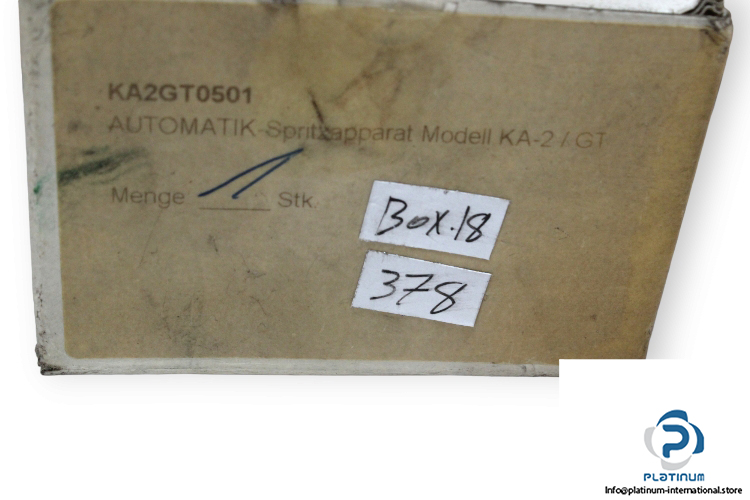 KA2GT0501
AUTOMATIK-Spritzapparat Modell KA-2 / GT
Menge 1 Stk.
Box.18
378
PLATINUM
Info@platinum-international.store